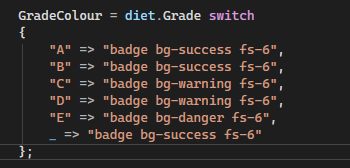 GradeColour = diet.Grade switch
{
    "A" => "badge bg-success fs-6",
    "B" => "badge bg-success fs-6",
    "C" => "badge bg-warning fs-6",
    "D" => "badge bg-warning fs-6",
    "E" => "badge bg-danger fs-6",
    _ => "badge bg-success fs-6"
};